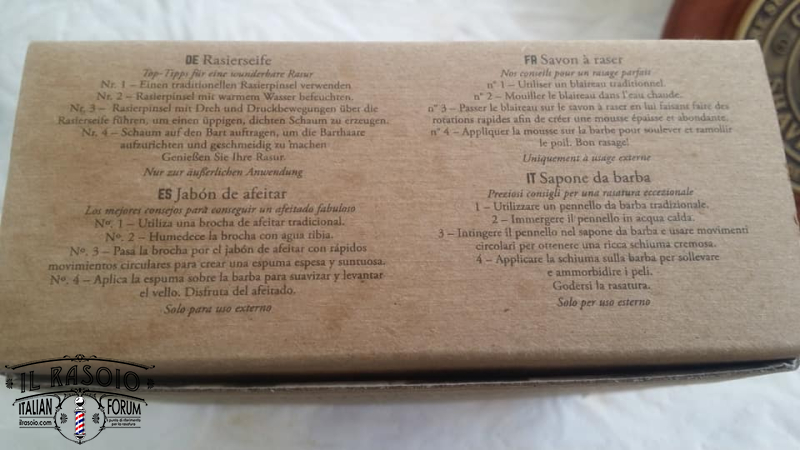 DE Rasierseife
Top-Tipps für eine wunderbare Rasur
Nr. 1 – Einen traditionellen Rasierpinsel verwenden
Nr. 2 – Rasierpinsel mit warmem Wasser befeuchten.
Nr. 3 – Rasierpinsel mit Dreh und Druckbewegungen über die
Rasierseife führen, um einen üppigen, dichten Schaum zu erzeugen.
Nr. 4 – Schaum auf den Bart auftragen, um die Barthaare
aufzurichten und geschmeidig zu machen
Genießen Sie Ihre Rasur.
Nur zur äußerlichen Anwendung
ES Jabón de afeitar
Los mejores consejos para conseguir un afeitado fabuloso
Nº. 1 – Utiliza una brocha de afeitar tradicional.
Nº. 2 – Humedece la brocha con agua tibia.
Nº. 3 – Pasa la brocha por el jabón de afeitar con rápidos
movimientos circulares para crear una espuma espesa y suntuosa.
Nº. 4 – Aplica la espuma sobre la barba para suavizar y levantar
el vello. Disfruta del afeitado.
Solo para uso externo
FR Savon à raser
Nos conseils pour un rasage parfait
n° 1 – Utiliser un blaireau traditionnel.
n° 2 – Mouiller le blaireau dans l'eau chaude.
n° 3 – Passer le blaireau sur le savon à raser en lui faisant faire des
rotations rapides afin de créer une mousse épaisse et abondante.
n° 4 – Appliquez la mousse sur la barbe pour soulever et ramollir
le poil. Bon rasage!
Uniquement à usage externe
IT Sapone da barba
Preziosi consigli per una rasatura eccezionale
1 – Utilizzare un pennello da barba tradizionale.
2 – Immergere il pennello in acqua calda.
3 – Intingere il pennello nel sapone da barba e usare movimenti
circolari per ottenere una ricca schiuma cremosa.
4 – Applicare la schiuma sulla barba per sollevare
e ammorbidire i peli.
Godersi la rasatura.
Solo per uso esterno
IL RASOIO
ITALIAN FORUM
ilrasoio.com
il punto di riferimento
per la rasatura